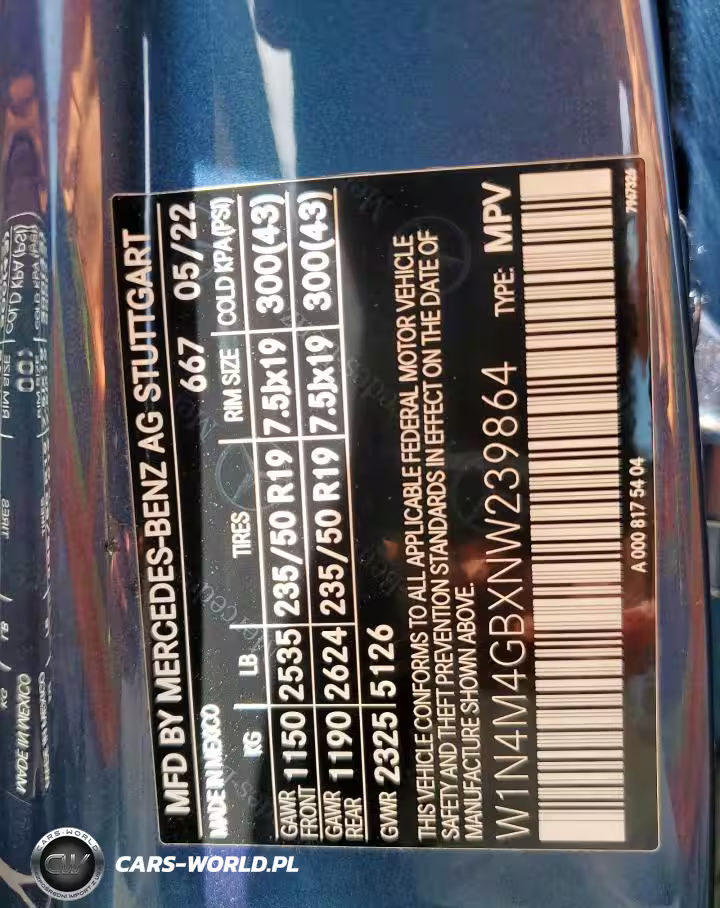 MFD BY MERCEDES-BENZ AG STUTTGART
MADE IN MEXICO 667 05/22
KG LB TIRES RIM SIZE COLD KPA(PSI)
GAWR FRONT 1150 2535 235/50 R19 7.5Jx19 300(43)
GAWR REAR 1190 2624 235/50 R19 7.5Jx19 300(43)
GVWR 2325 5126
THIS VEHICLE CONFORMS TO ALL APPLICABLE FEDERAL MOTOR VEHICLE
SAFETY AND THEFT PREVENTION STANDARDS IN EFFECT ON THE DATE OF
MANUFACTURE SHOWN ABOVE.
W1N4M4GBXNW239864 TYPE: MPV
A 000 817 54 04
7967326
MADE IN MEXICO
CARS-WORLD.PL
CARS-WORLD
CW